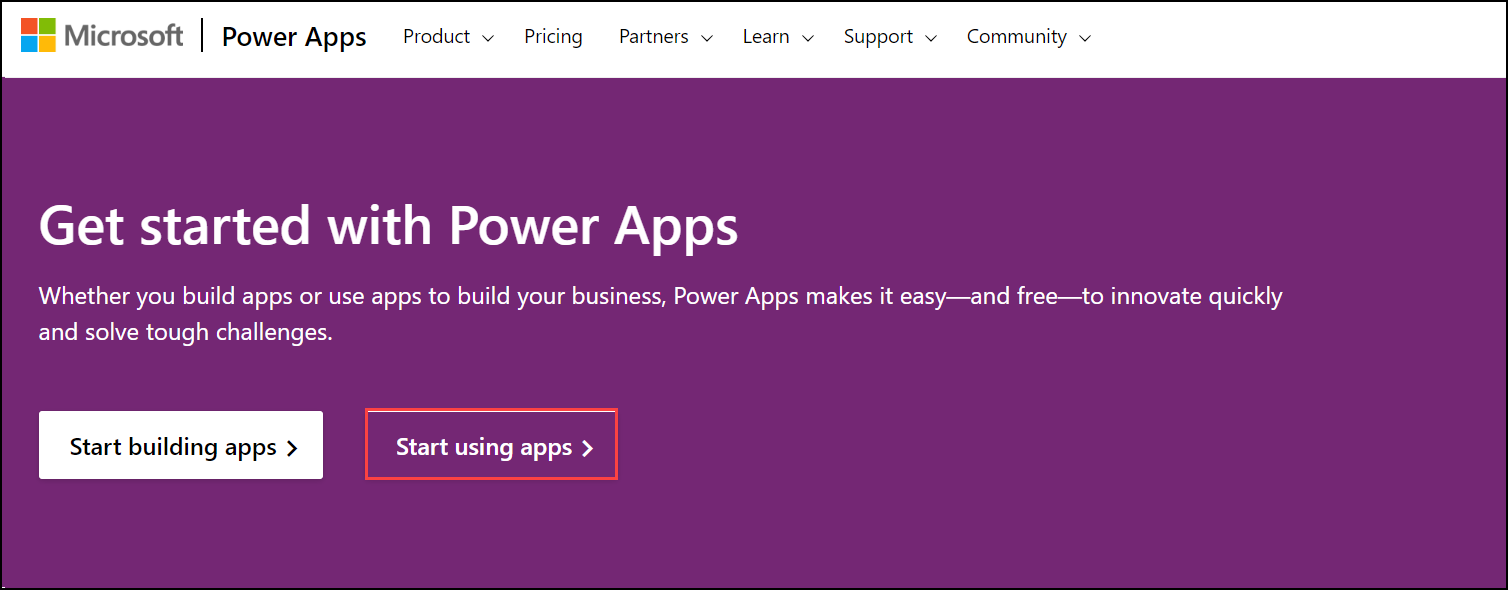 Microsoft Power Apps Product Pricing Partners Learn Support Community
Get started with Power Apps
Whether you build apps or use apps to build your business, Power Apps makes it easy—and free—to innovate quickly
and solve tough challenges.
Start building apps Start using apps